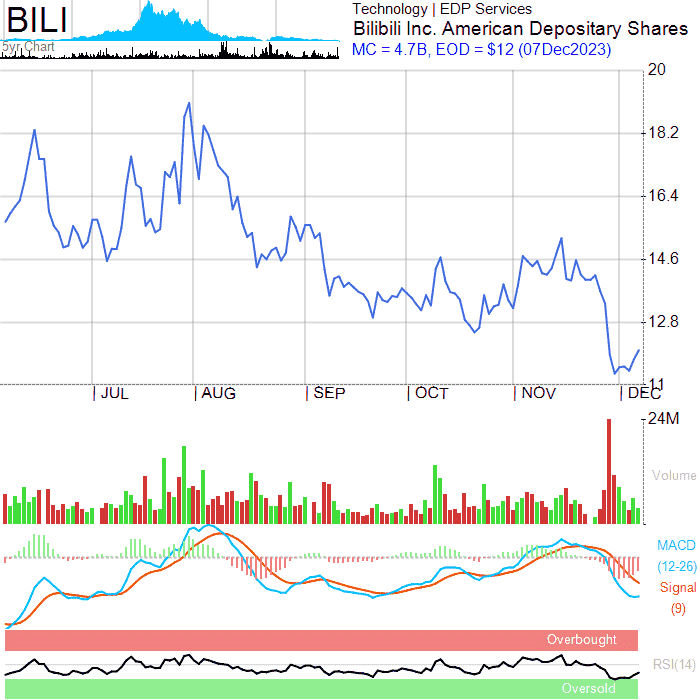 BILI
5yr Chart
Technology | EDP Services
Bilibili Inc. American Depositary Shares
MC = 4.7B, EOD = $12 (07Dec2023)
20
18.2
16.4
14.6
12.8
11
JUL AUG SEP OCT NOV DEC
24M
Volume
MACD
(12-26)
Signal
(9)
Overbought
RSI(14)
Oversold